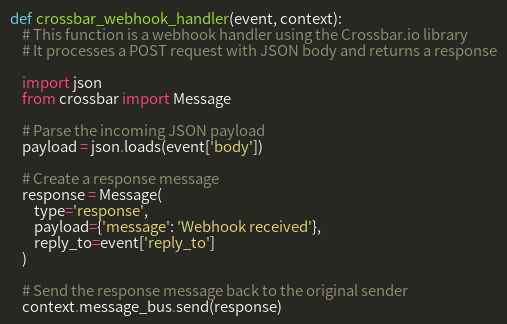 def crossbar_webhook_handler(event, context):
    # This function is a webhook handler using the Crossbar.io library
    # It processes a POST request with JSON body and returns a response

    import json
    from crossbar import Message

    # Parse the incoming JSON payload
    payload = json.loads(event['body'])

    # Create a response message
    response = Message(
        type='response',
        payload={'message': 'Webhook received'},
        reply_to=event['reply_to']
    )

    # Send the response message back to the original sender
    context.message_bus.send(response)